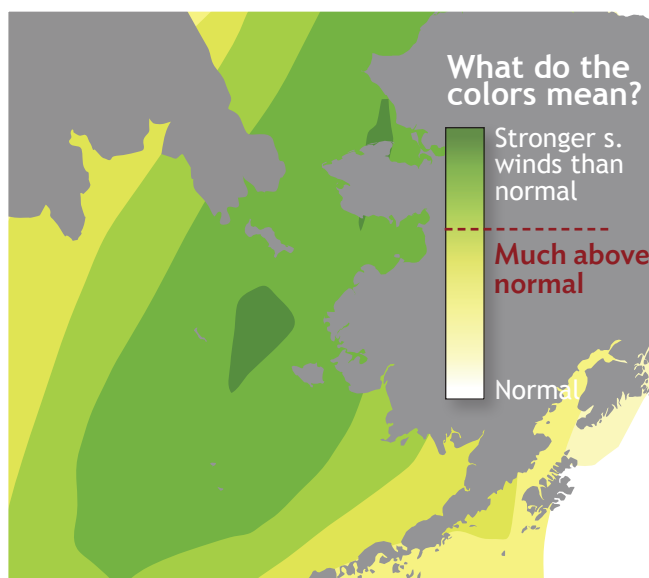 What do the
colors mean?
Stronger s.
winds than
normal
Much above
normal
Normal